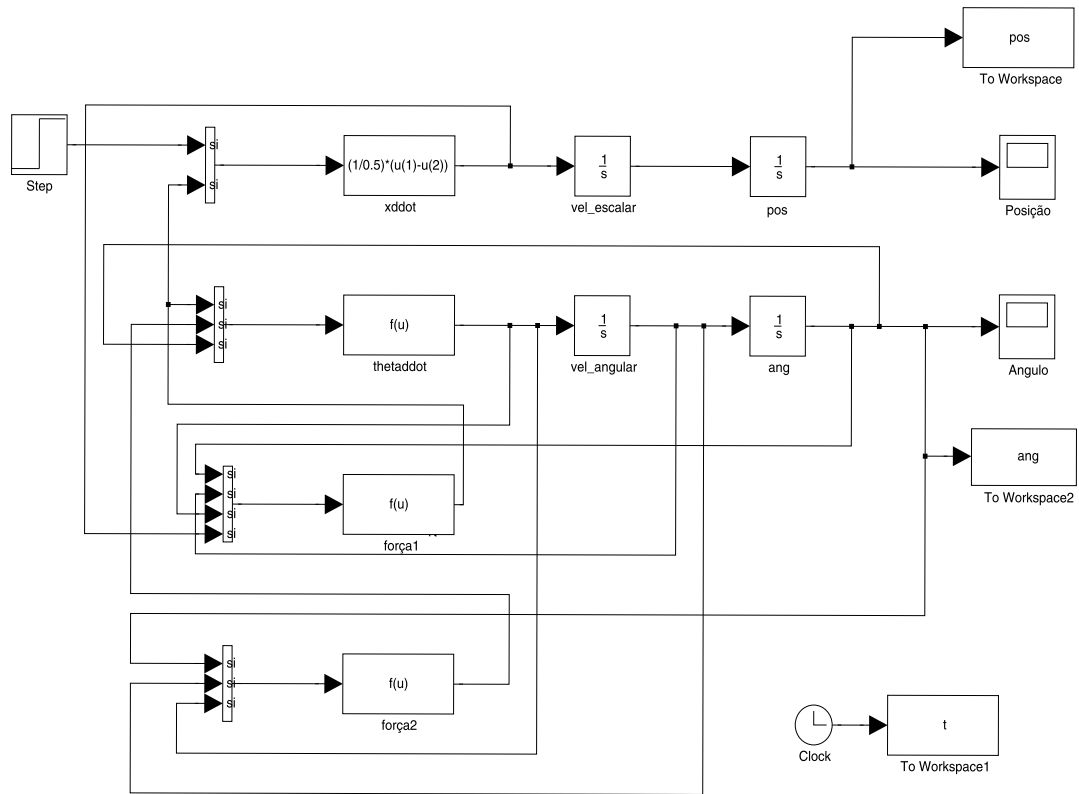 pos
To Workspace
si
si
Step
(1/0.5)*(u(1)-u(2))
xddot
1
s
vel_escalar
1
s
pos
Posição
si
si
si
f(u)
thetaddot
1
s
vel_angular
1
s
ang
Angulo
si
si
si
si
f(u)
força1
ang
To Workspace2
si
si
si
f(u)
força2
Clock
t
To Workspace1